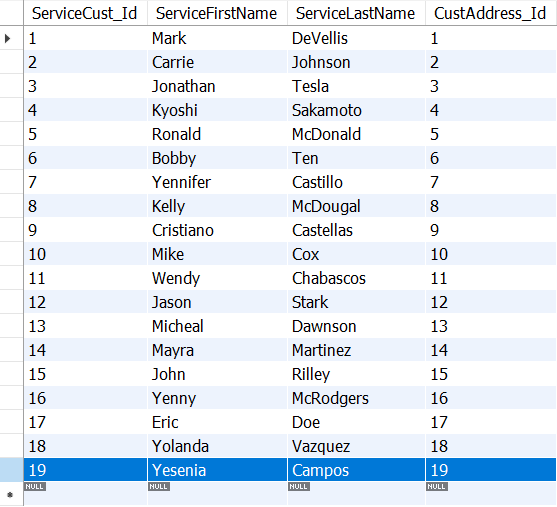 ServiceCust_Id ServiceFirstName ServiceLastName CustAddress_Id
1 Mark DeVellis 1
2 Carrie Johnson 2
3 Jonathan Tesla 3
4 Kyoshi Sakamoto 4
5 Ronald McDonald 5
6 Bobby Ten 6
7 Yennifer Castillo 7
8 Kelly McDougal 8
9 Cristiano Castellas 9
10 Mike Cox 10
11 Wendy Chabascos 11
12 Jason Stark 12
13 Micheal Dawnson 13
14 Mayra Martinez 14
15 John Rilley 15
16 Yenny McRodgers 16
17 Eric Doe 17
18 Yolanda Vazquez 18
19 Yesenia Campos 19
NULL NULL NULL NULL